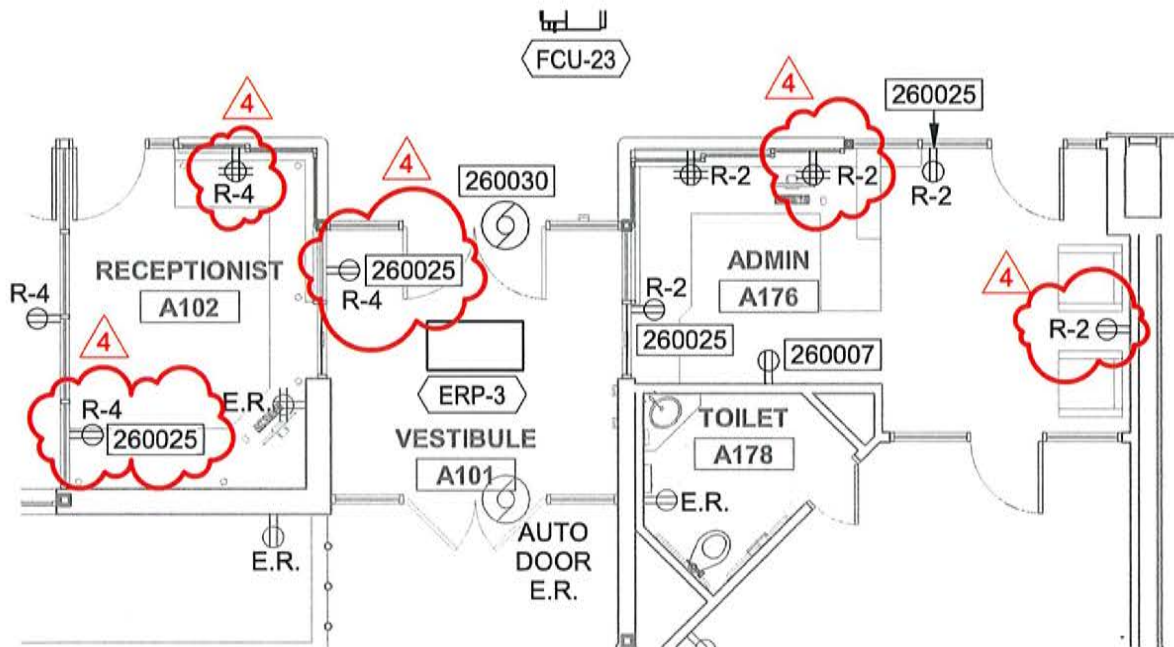 FCU-23
4
4
260025
4
260030
R-4
R-2
R-2
R-2
RECEPTIONIST
A102
260025
R-4
ADMIN
A176
4
R-4
R-2
R-2
260025
260007
4
R-4
260025
E.R.
ERP-3
VESTIBULE
A101
TOILET
A178
E.R.
E.R.
AUTO
DOOR
E.R.